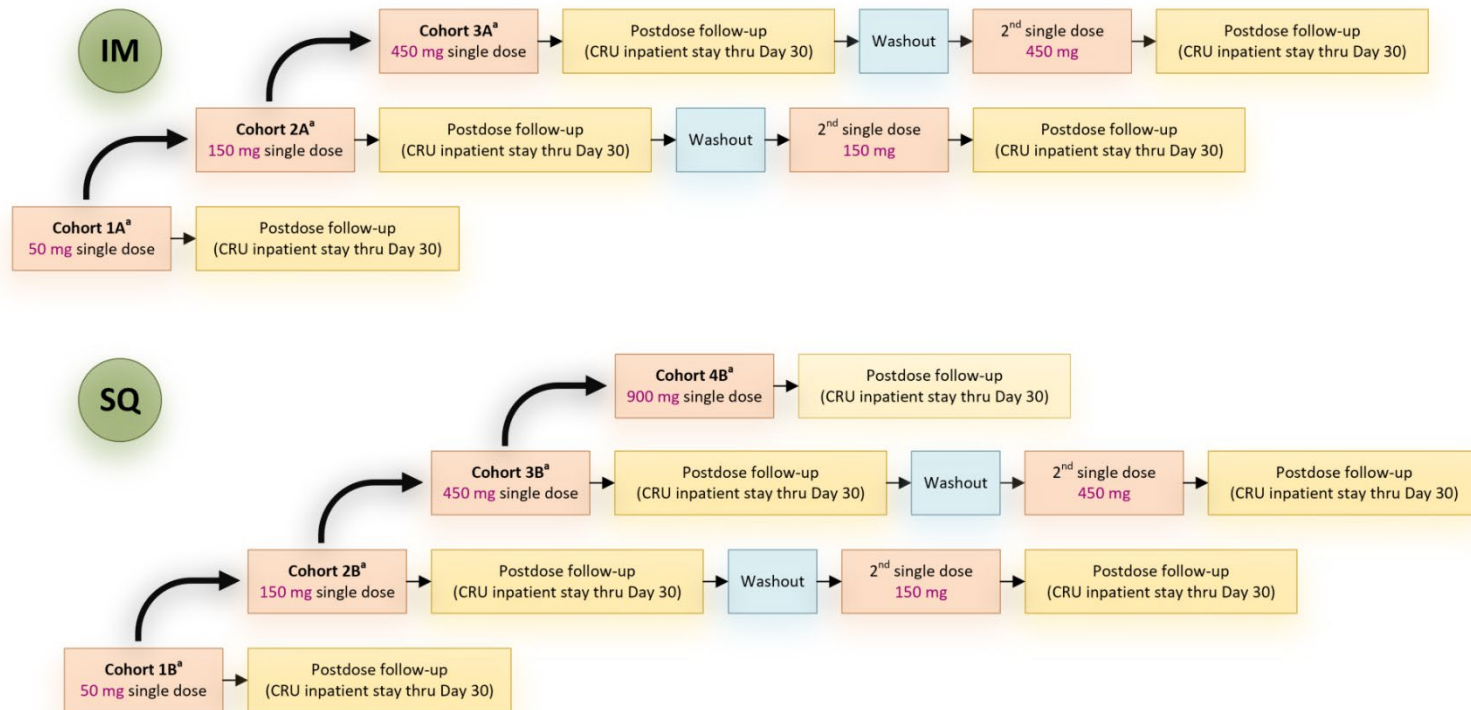 IM
Cohort 3Aᵃ
450 mg single dose
Postdose follow-up
(CRU inpatient stay thru Day 30)
Washout
2ⁿᵈ single dose
450 mg
Postdose follow-up
(CRU inpatient stay thru Day 30)
Cohort 2Aᵃ
150 mg single dose
Postdose follow-up
(CRU inpatient stay thru Day 30)
Washout
2ⁿᵈ single dose
150 mg
Postdose follow-up
(CRU inpatient stay thru Day 30)
Cohort 1Aᵃ
50 mg single dose
Postdose follow-up
(CRU inpatient stay thru Day 30)
SQ
Cohort 4Bᵃ
900 mg single dose
Postdose follow-up
(CRU inpatient stay thru Day 30)
Cohort 3Bᵃ
450 mg single dose
Postdose follow-up
(CRU inpatient stay thru Day 30)
Washout
2ⁿᵈ single dose
450 mg
Postdose follow-up
(CRU inpatient stay thru Day 30)
Cohort 2Bᵃ
150 mg single dose
Postdose follow-up
(CRU inpatient stay thru Day 30)
Washout
2ⁿᵈ single dose
150 mg
Postdose follow-up
(CRU inpatient stay thru Day 30)
Cohort 1Bᵃ
50 mg single dose
Postdose follow-up
(CRU inpatient stay thru Day 30)